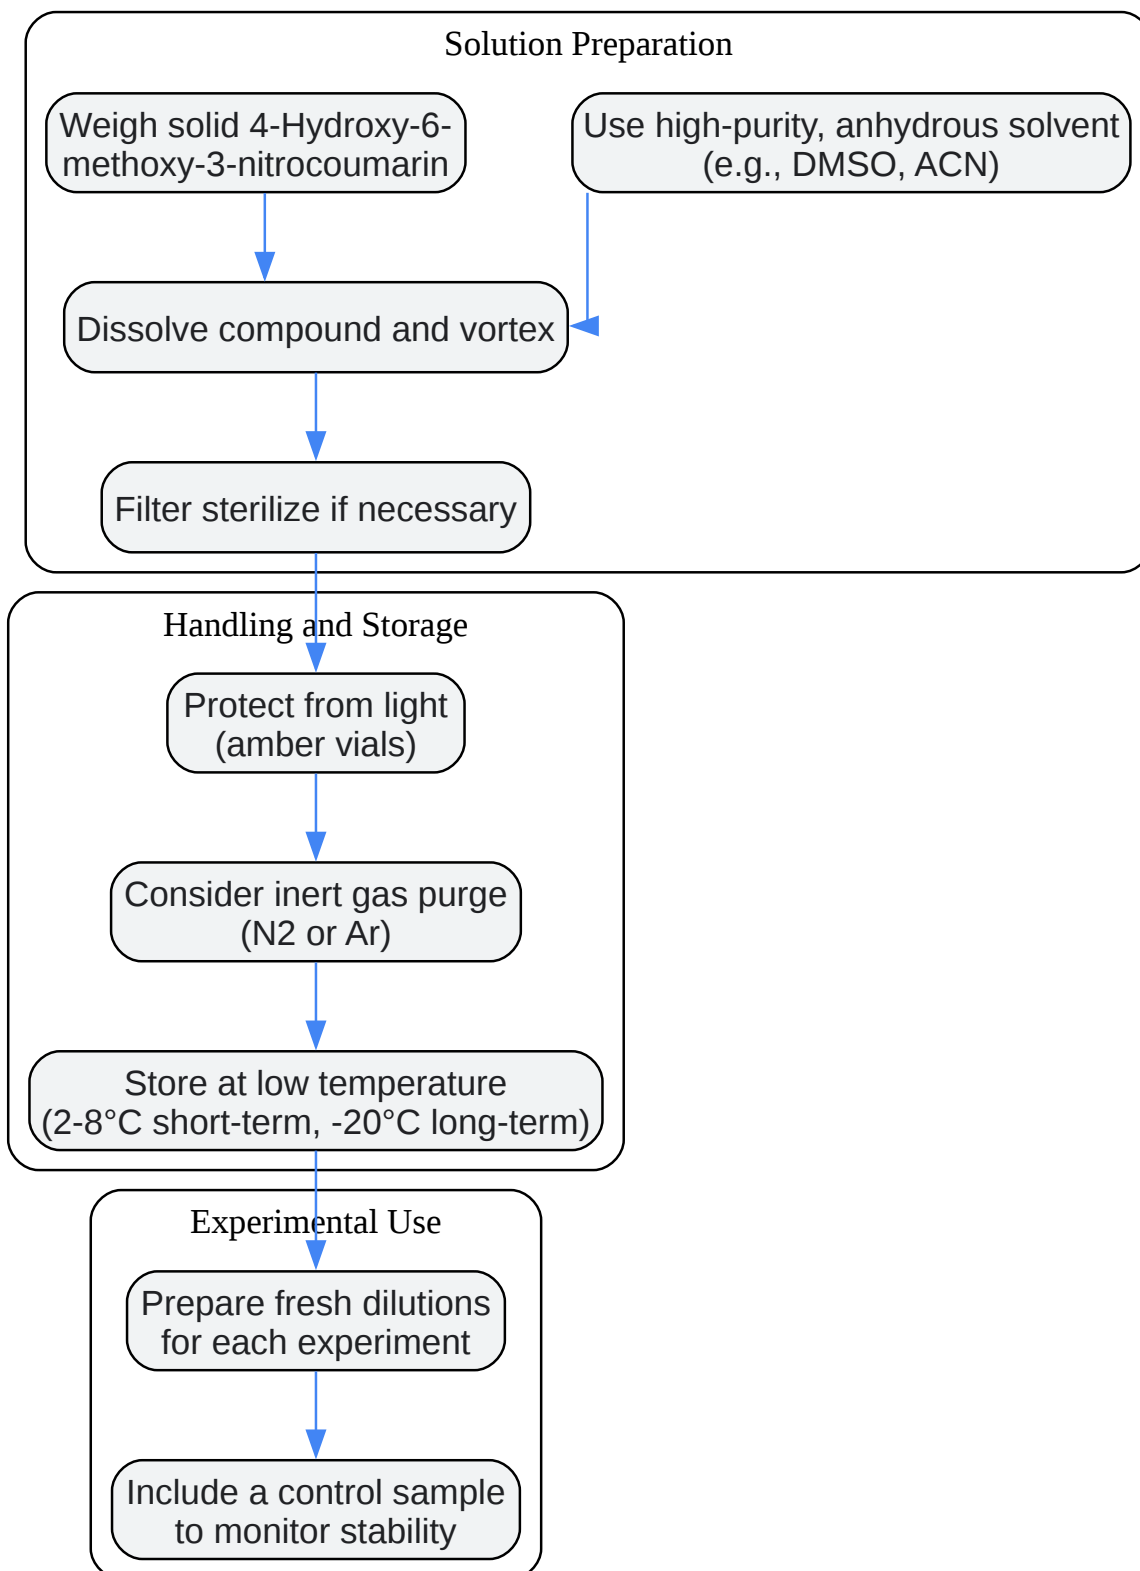 Solution Preparation
Weigh solid 4-Hydroxy-6-
methoxy-3-nitrocoumarin
Use high-purity, anhydrous solvent
(e.g., DMSO, ACN)
Dissolve compound and vortex
Filter sterilize if necessary
Handling and Storage
Protect from light
(amber vials)
Consider inert gas purge
(N2 or Ar)
Store at low temperature
(2-8°C short-term, -20°C long-term)
Experimental Use
Prepare fresh dilutions
for each experiment
Include a control sample
to monitor stability